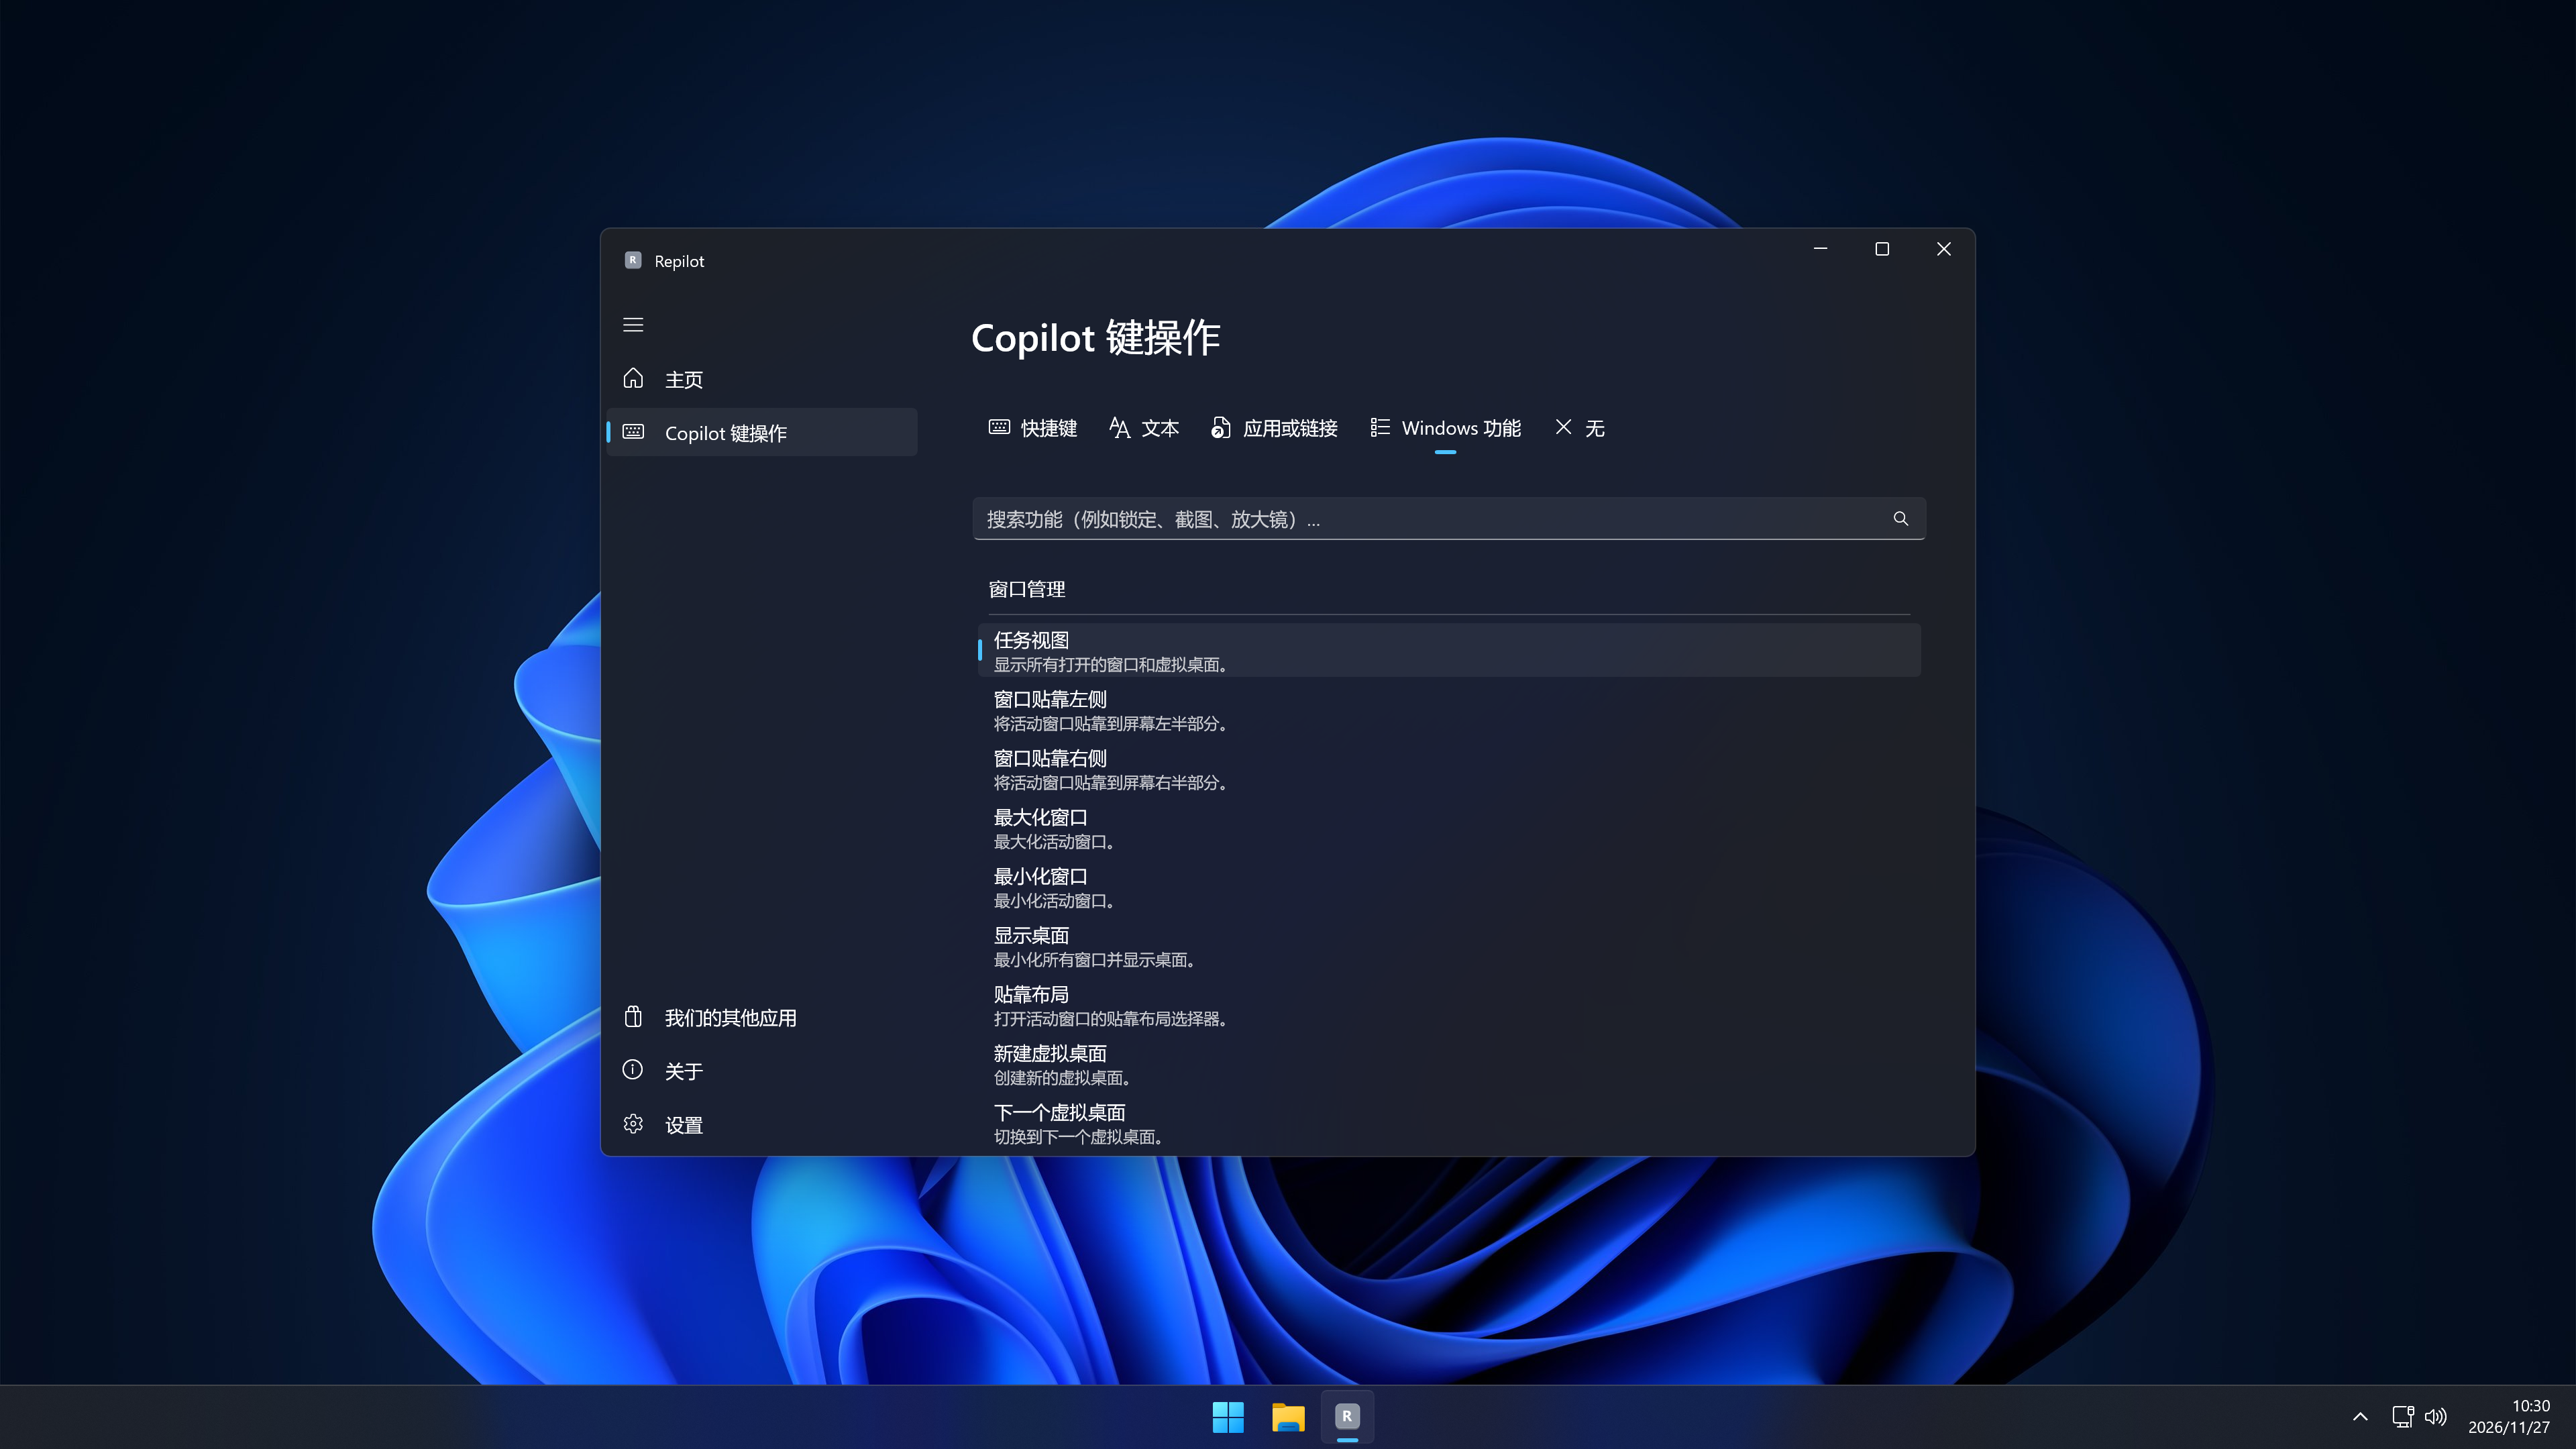 R Repilot
主页
Copilot 键操作
我们的其他应用
关于
设置
Copilot 键操作
快捷键 文本 应用或链接 Windows 功能 无
搜索功能（例如锁定、截图、放大镜）...
窗口管理
任务视图
显示所有打开的窗口和虚拟桌面。
窗口贴靠左侧
将活动窗口贴靠到屏幕左半部分。
窗口贴靠右侧
将活动窗口贴靠到屏幕右半部分。
最大化窗口
最大化活动窗口。
最小化窗口
最小化活动窗口。
显示桌面
最小化所有窗口并显示桌面。
贴靠布局
打开活动窗口的贴靠布局选择器。
新建虚拟桌面
创建新的虚拟桌面。
下一个虚拟桌面
切换到下一个虚拟桌面。
R
10:30
2026/11/27